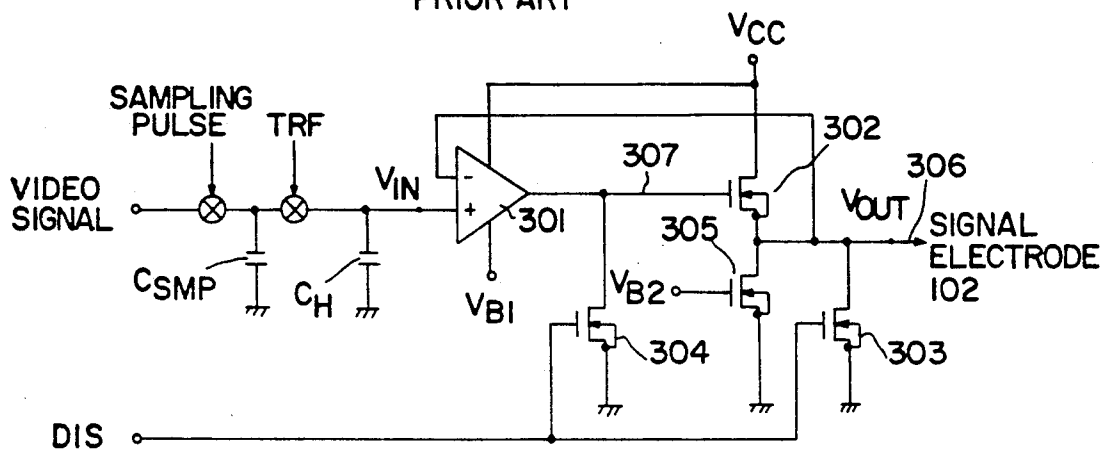 PRIOR ART
VCC
SAMPLING
PULSE
TRF
302
307
306
VIDEO
SIGNAL
VIN
-
+
301
VOUT
SIGNAL
ELECTRODE
102
305
CSMP
CH
VB1
VB2
304
303
DIS